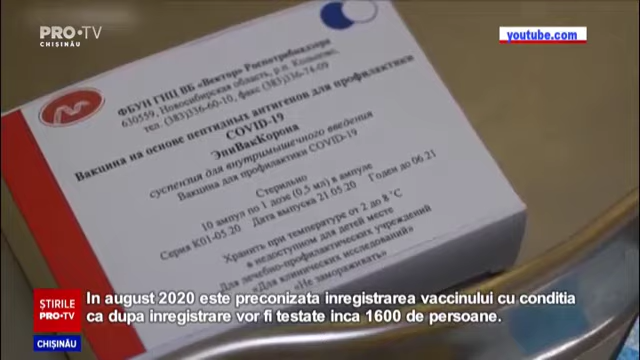 PRO•TV
CHIȘINĂU
youtube.com
ФБУН ГНЦ ВБ «Вектор» Роспотребнадзора
630559, Новосибирская область, р.п. Кольцово,
тел. (383)336-60-10, факс (383)336-74-09
Вакцина на основе пептидных антигенов для профилактики
COVID-19
ЭпиВакКорона
суспензия для внутримышечного введения
Вакцина для профилактики COVID-19
Стерильно
10 ампул по 1 дозе (0,5 мл) в ампуле
Серия К01-05.20 Дата выпуска 21.05.20 Годен до 06.21
Хранить при температуре от 2 до 8 °С
в недоступном для детей месте
Для лечебно-профилактических учреждений
«Для клинических исследований»
«Не замораживать»
ȘTIRILE
PRO•TV
CHIȘINĂU
In august 2020 este preconizata inregistrarea vaccinului cu conditia
ca dupa inregistrare vor fi testate inca 1600 de persoane.